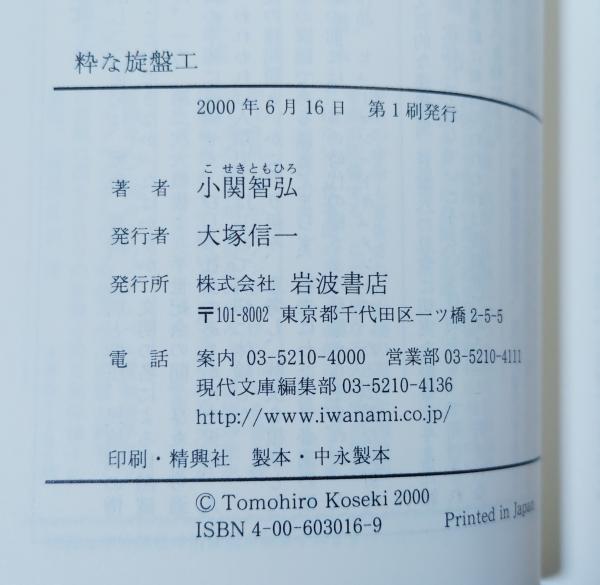 粋な旋盤工
2000年6月16日　第1刷発行
こせきともひろ
著　者　小関智弘
発行者　大塚信一
発行所　株式会社　岩波書店
〒101-8002　東京都千代田区一ツ橋2-5-5
電　話　案内　03-5210-4000　営業部03-5210-4111
現代文庫編集部03-5210-4136
http://www.iwanami.co.jp/
印刷・精興社　製本・中永製本
© Tomohiro Koseki 2000
ISBN 4-00-603016-9　Printed in Japan